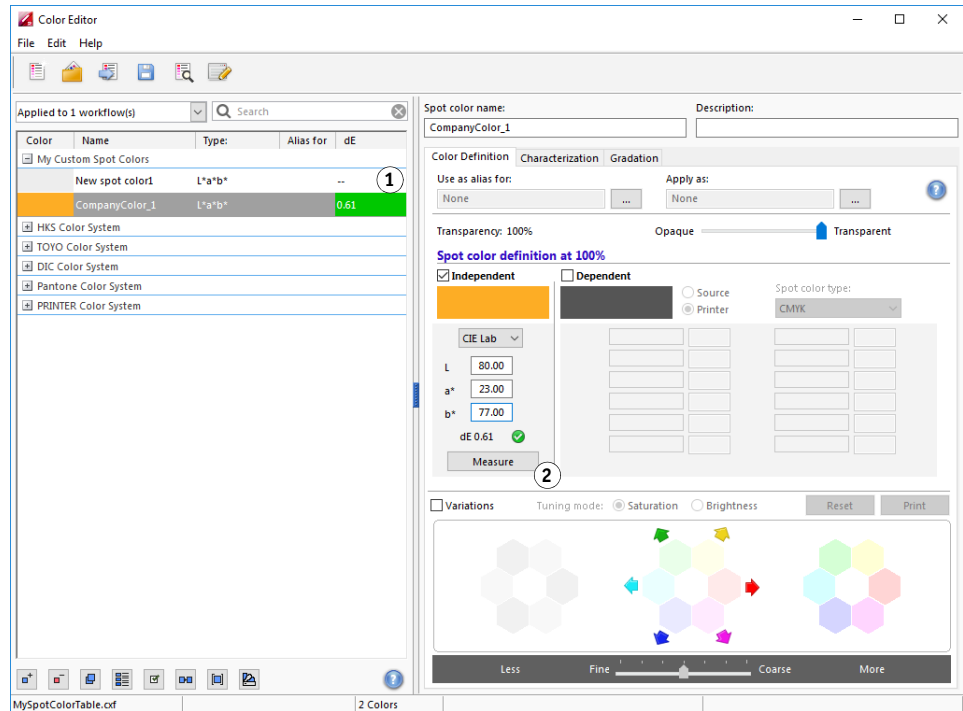 Color Editor
File Edit Help
Applied to 1 workflow(s) Search
Color Name Type: Alias for dE
My Custom Spot Colors
New spot color1 L*a*b* --
1
CompanyColor_1 L*a*b* 0.61
HKS Color System
TOYO Color System
DIC Color System
Pantone Color System
PRINTER Color System
Spot color name: Description:
CompanyColor_1
Color Definition Characterization Gradation
Use as alias for: Apply as:
None ... None ...
?
Transparency: 100% Opaque Transparent
Spot color definition at 100%
Independent Dependent
Source Spot color type:
Printer CMYK
CIE Lab
L 80.00
a* 23.00
b* 77.00
dE 0.61
Measure
2
Variations Tuning mode: Saturation Brightness Reset Print
Less Fine Coarse More
?
MySpotColorTable.cxf 2 Colors